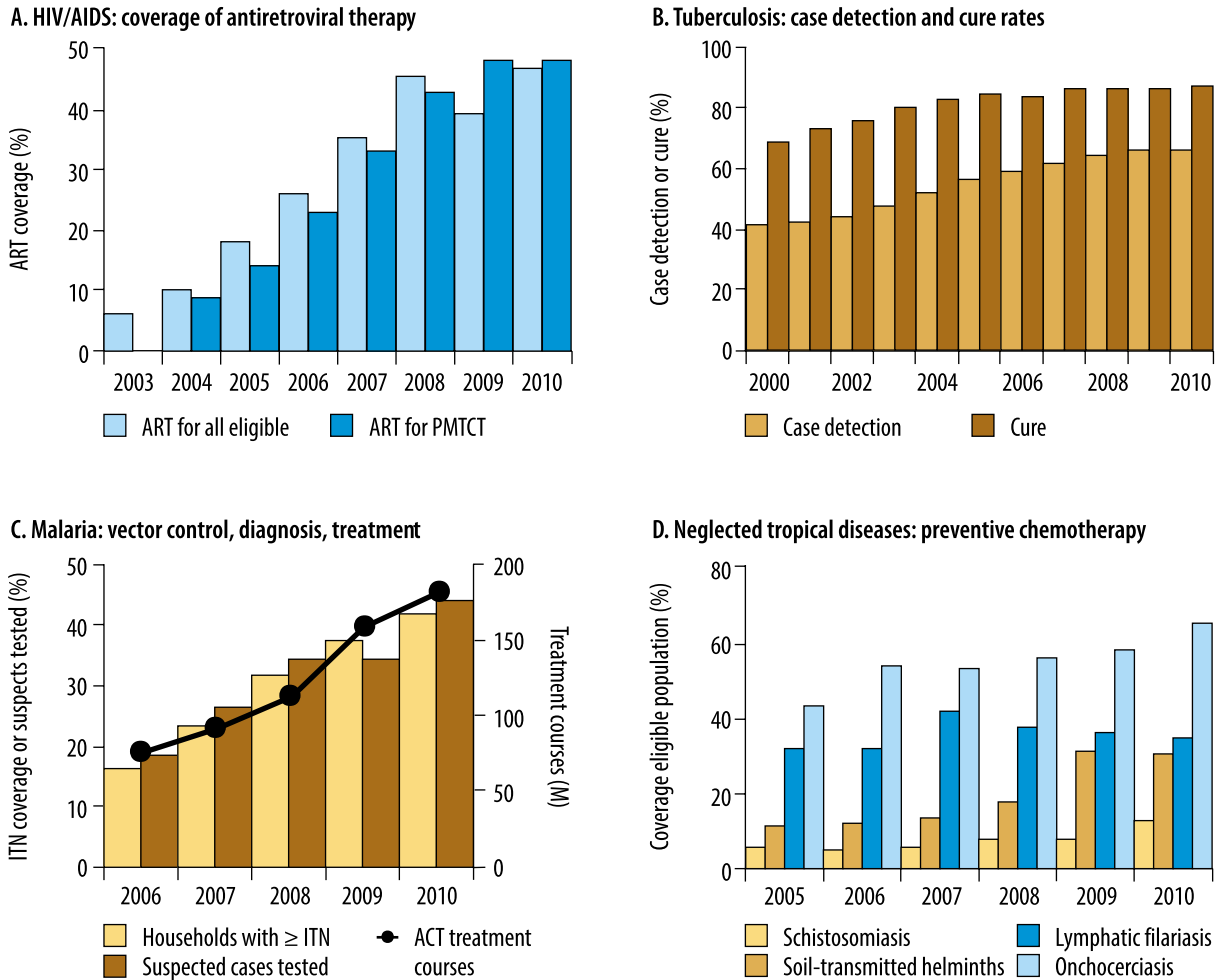 A. HIV/AIDS: coverage of antiretroviral therapy
50
40
30
20
10
0
ART coverage (%)
2003 2004 2005 2006 2007 2008 2009 2010
ART for all eligible ART for PMTCT
B. Tuberculosis: case detection and cure rates
100
80
60
40
20
0
Case detection or cure (%)
2000 2002 2004 2006 2008 2010
Case detection Cure
C. Malaria: vector control, diagnosis, treatment
50
40
30
20
10
0
ITN coverage or suspects tested (%)
200
150
100
50
0
Treatment courses (M)
2006 2007 2008 2009 2010
Households with ≥ ITN
Suspected cases tested
ACT treatment
courses
D. Neglected tropical diseases: preventive chemotherapy
80
60
40
20
0
Coverage eligible population (%)
2005 2006 2007 2008 2009 2010
Schistosomiasis
Soil-transmitted helminths
Lymphatic filariasis
Onchocerciasis